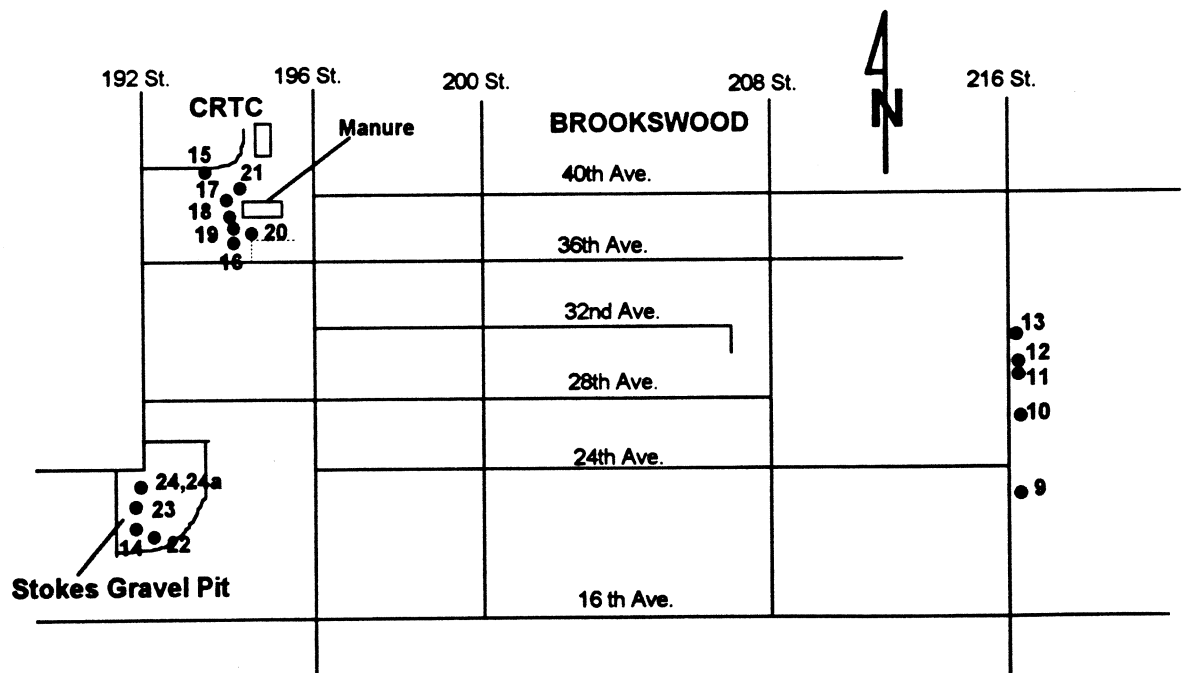 192 St.
196 St.
200 St.
208 St.
216 St.
CRTC
BROOKSWOOD
N
Manure
15
21
40th Ave.
17
18
19
20
36th Ave.
16
32nd Ave.
13
12
11
28th Ave.
10
24th Ave.
24,24a
9
23
14
22
Stokes Gravel Pit
16 th Ave.